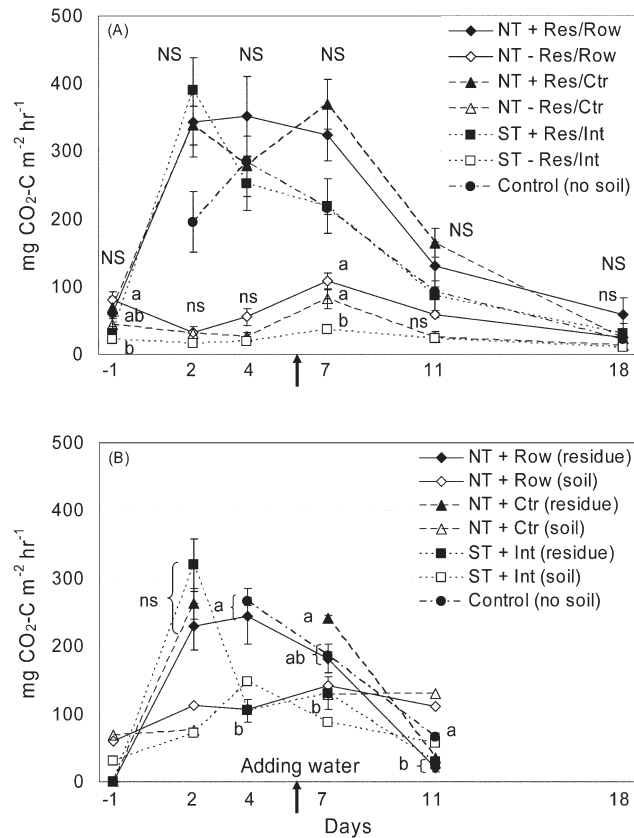 (A)
NT + Res/Row
NT - Res/Row
NT + Res/Ctr
NT - Res/Ctr
ST + Res/Int
ST - Res/Int
Control (no soil)
mg CO₂-C m⁻² hr⁻¹
500
400
300
200
100
0
NS NS NS
NS NS NS
a ab b
ns ns
a a b
ns ns
-1 2 4 7 11 18
(B)
NT + Row (residue)
NT + Row (soil)
NT + Ctr (residue)
NT + Ctr (soil)
ST + Int (residue)
ST + Int (soil)
Control (no soil)
mg CO₂-C m⁻² hr⁻¹
500
400
300
200
100
0
ns a a
ab
b b a
b
Adding water
-1 2 4 7 11 18
Days